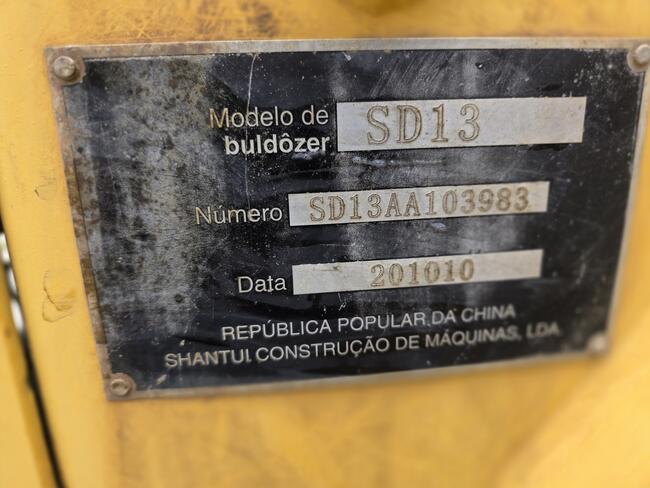 Modelo de
buldôzer SD13
Número SD13AA103983
Data 201010
REPÚBLICA POPULAR DA CHINA
SHANTUI CONSTRUÇÃO DE MÁQUINAS, LDA